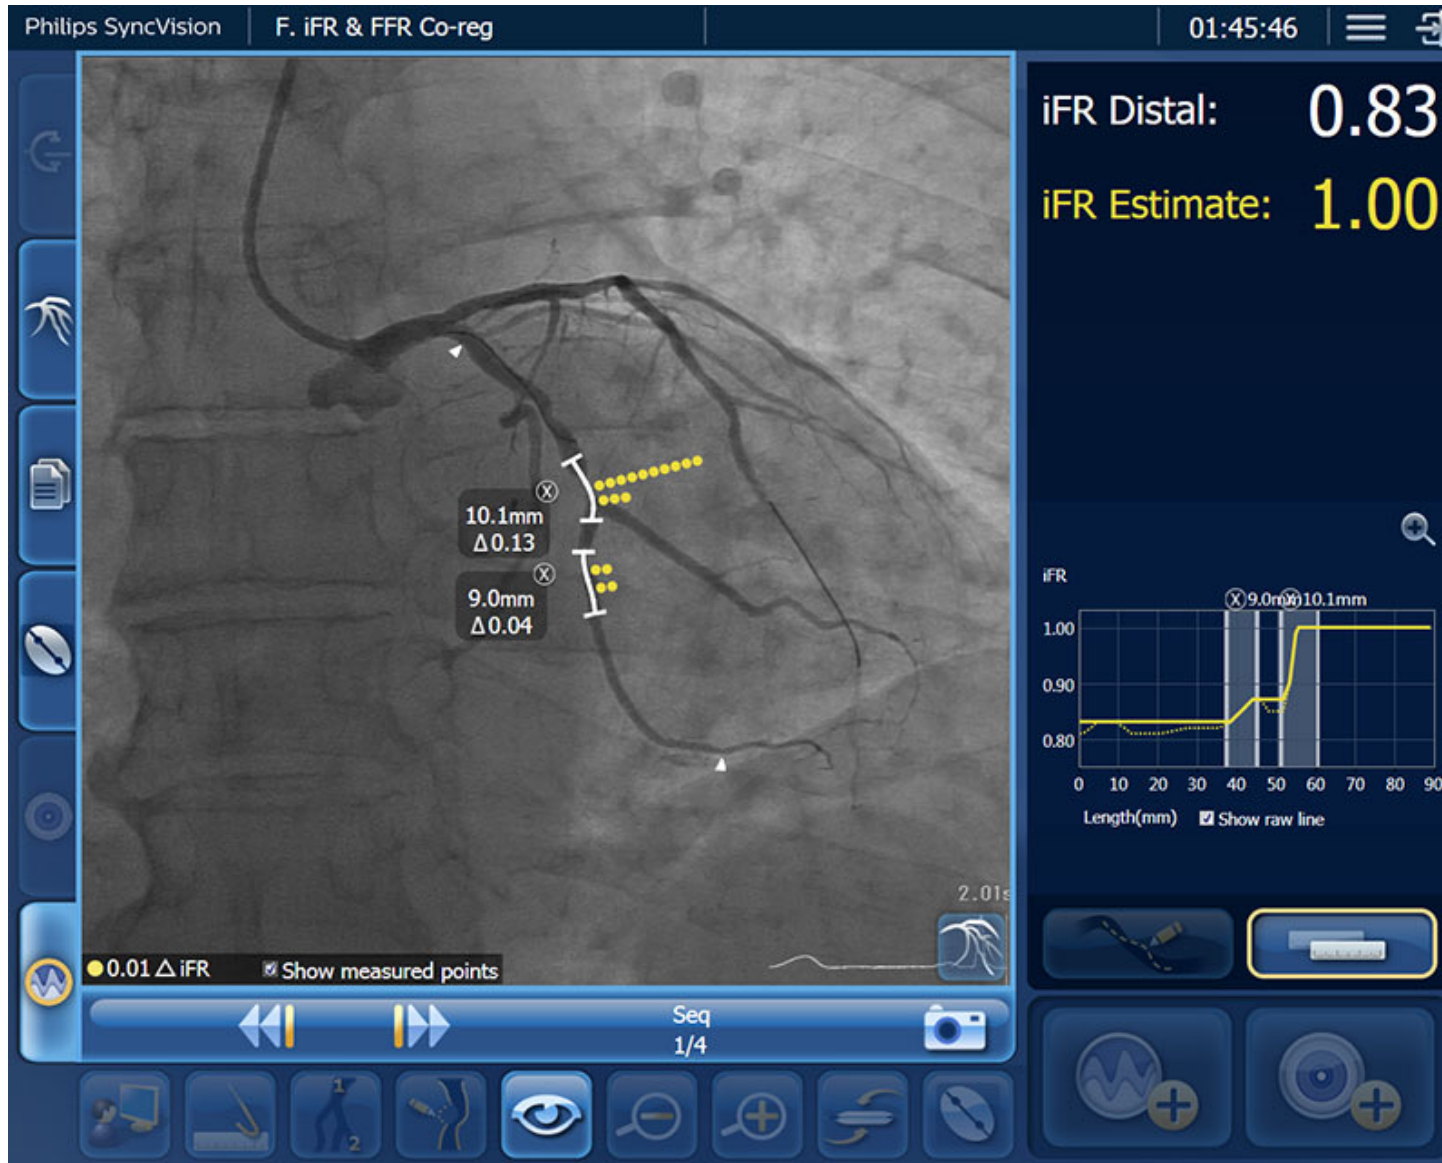 Philips SyncVision
F. iFR & FFR Co-reg
01:45:46
iFR Distal: 0.83
iFR Estimate: 1.00
10.1mm
Δ0.13
9.0mm
Δ0.04
2.01s
0.01 △ iFR
Show measured points
Seq
1/4
1
2
iFR
9.0mm
10.1mm
1.00
0.90
0.80
0 10 20 30 40 50 60 70 80 90
Length(mm)
Show raw line